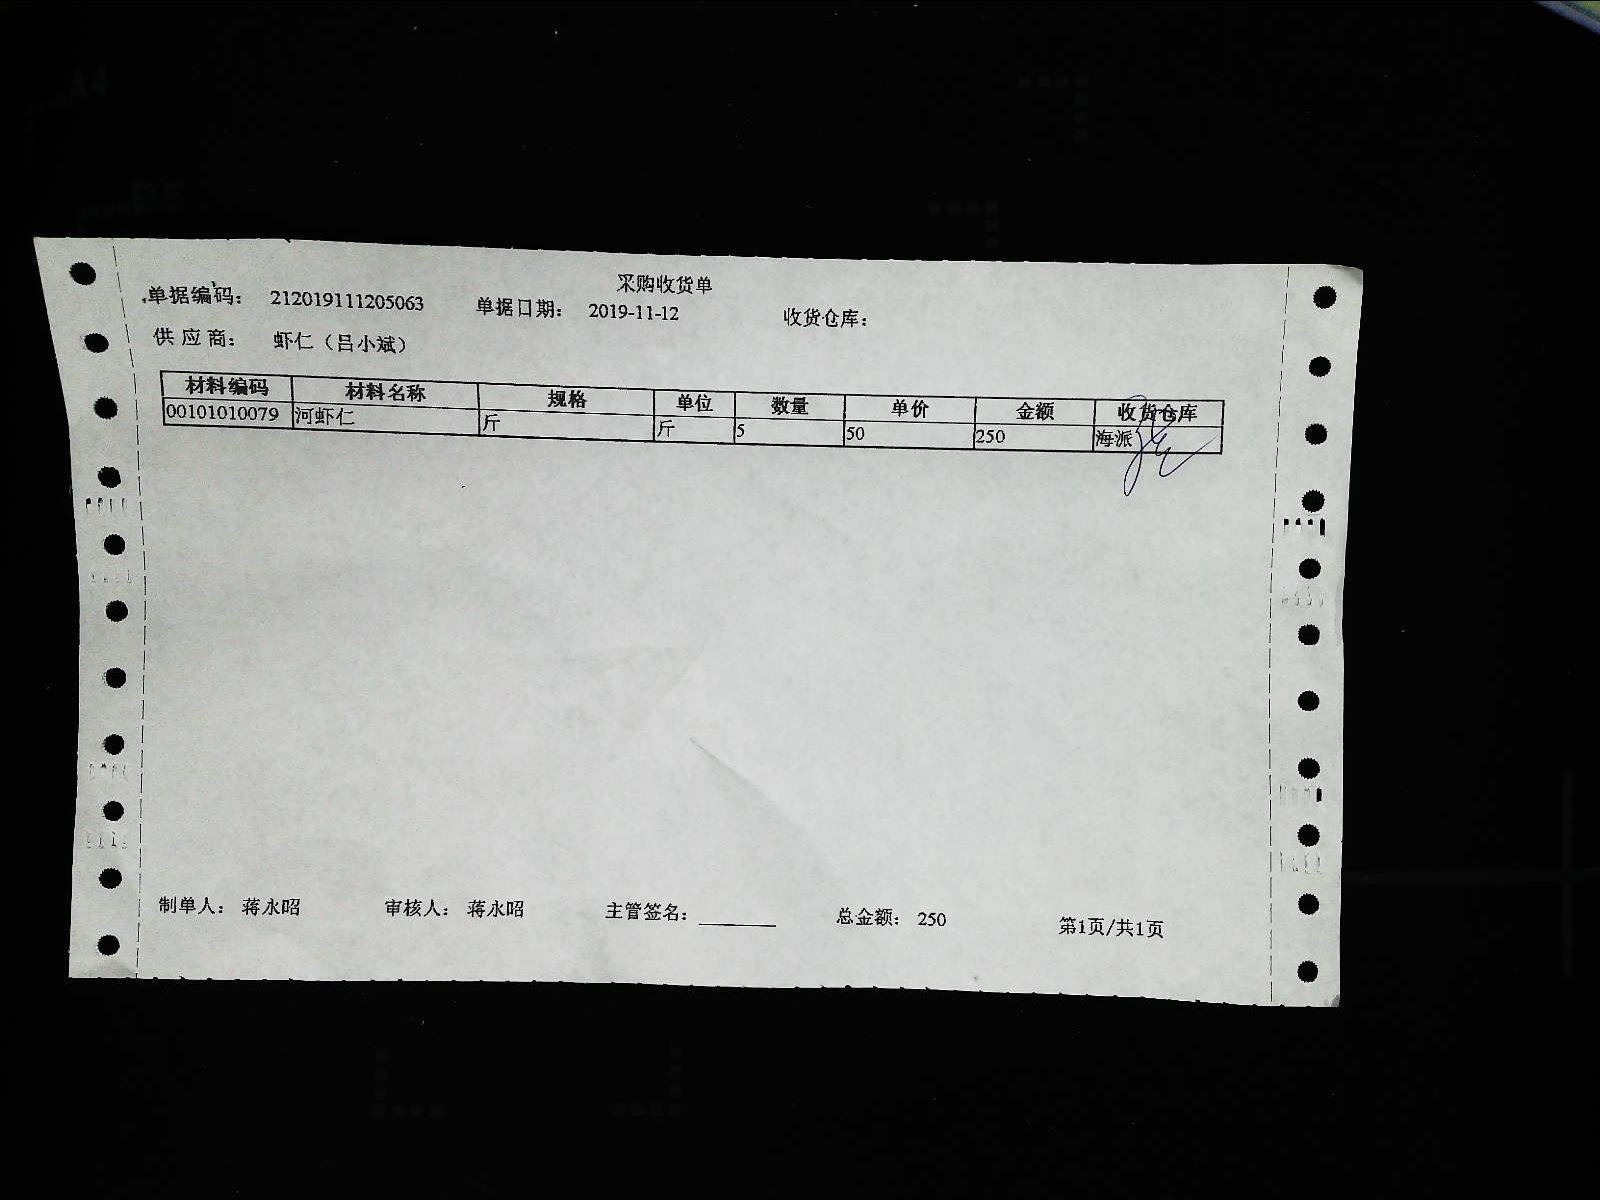 采购收货单
单据编码： 212019111205063 单据日期： 2019-11-12 收货仓库：
供 应 商： 虾仁（吕小斌）
材料编码 材料名称 规格 单位 数量 单价 金额 收货仓库
00101010079 河虾仁 斤 斤 5 50 250 海派
制单人： 蒋永昭 审核人： 蒋永昭 主管签名： 总金额： 250 第1页/共1页